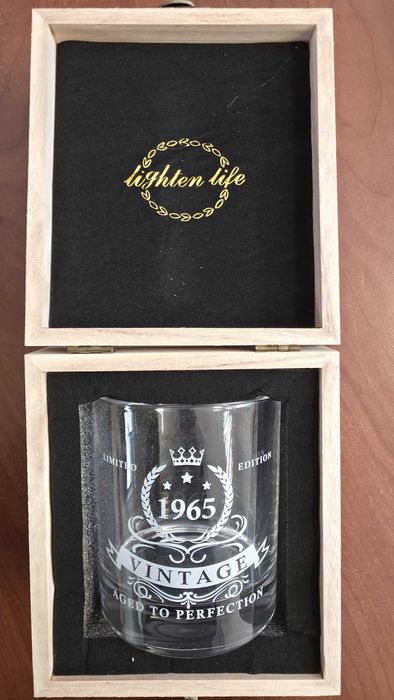 lighten life
LIMITED EDITION
1965
VINTAGE
AGED TO PERFECTION